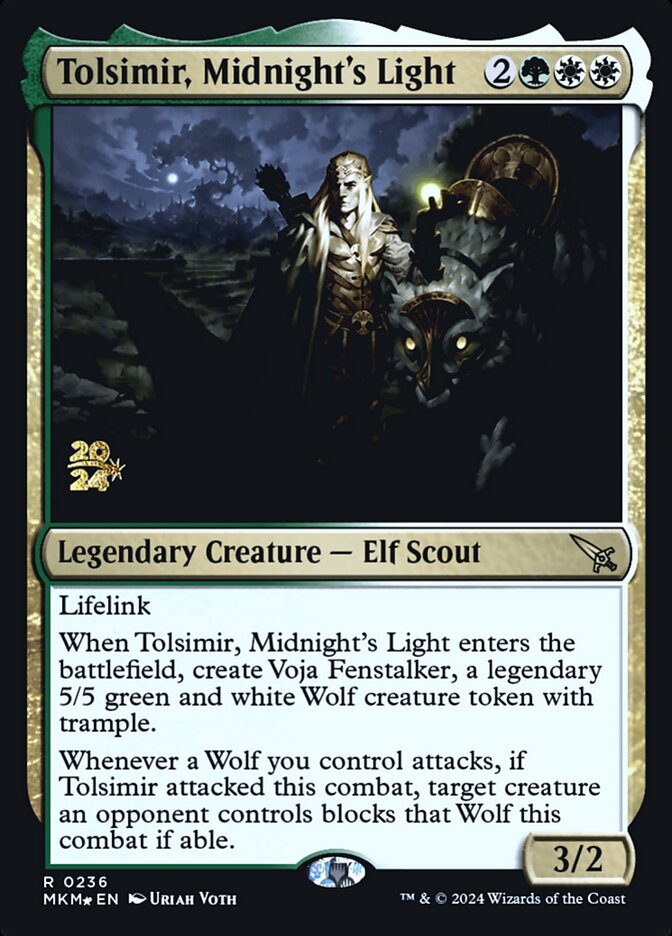 Tolsimir, Midnight's Light 2
20
24
Legendary Creature — Elf Scout
Lifelink
When Tolsimir, Midnight's Light enters the
battlefield, create Voja Fenstalker, a legendary
5/5 green and white Wolf creature token with
trample.
Whenever a Wolf you control attacks, if
Tolsimir attacked this combat, target creature
an opponent controls blocks that Wolf this
combat if able.
3/2
R 0236
MKM★EN Uriah Voth
™ & © 2024 Wizards of the Coast